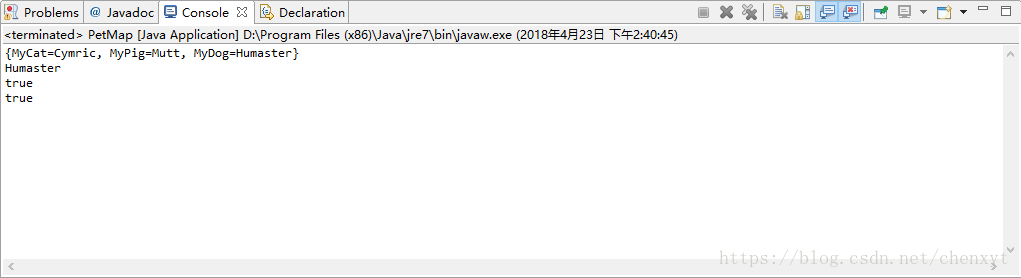 Problems @ Javadoc Console Declaration
<terminated> PetMap [Java Application] D:\Program Files (x86)\Java\jre7\bin\javaw.exe (2018年4月23日 下午2:40:45)
{MyCat=Cymric, MyPig=Mutt, MyDog=Humaster}
Humaster
true
true
https://blog.csdn.net/chenxyt